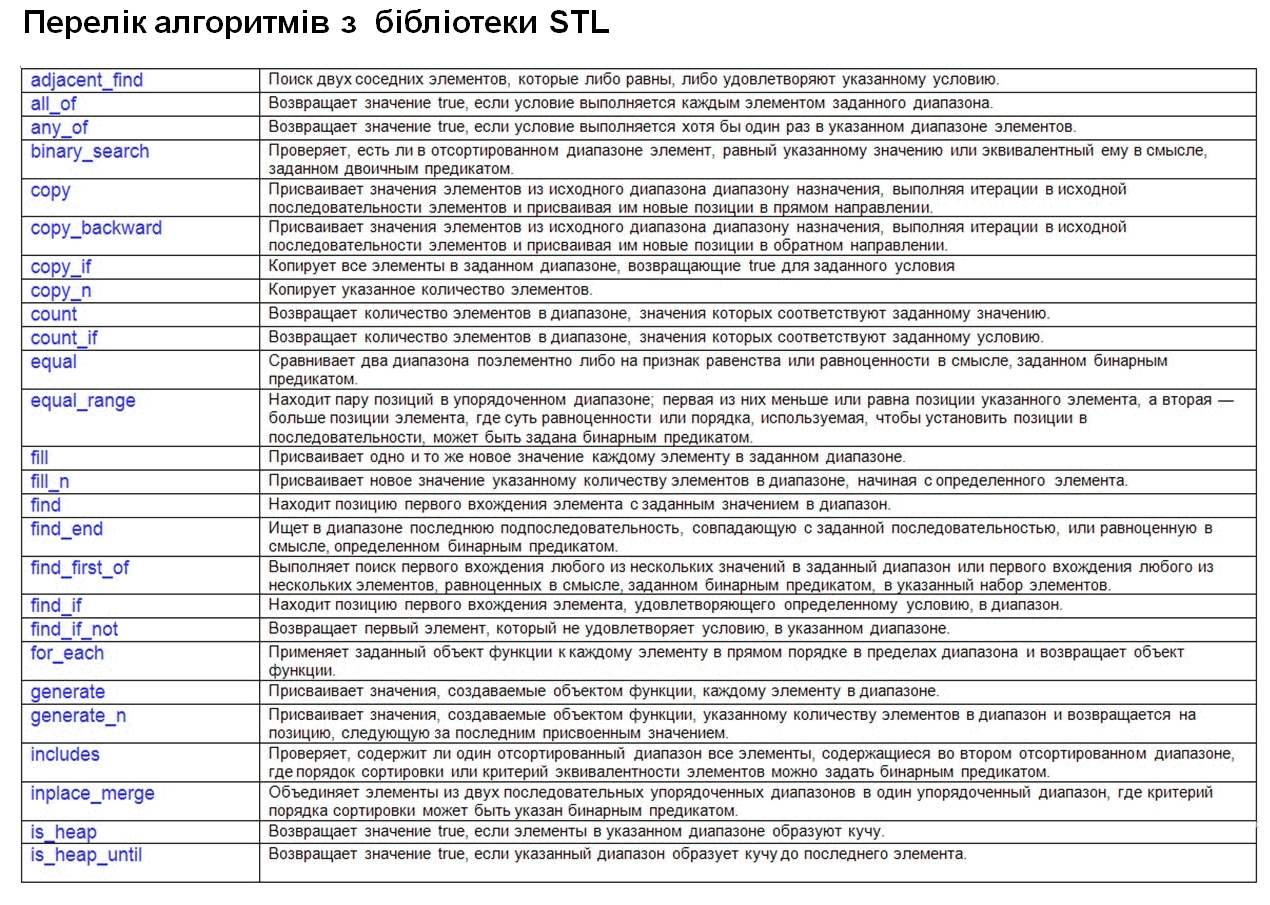 Перелік алгоритмів з бібліотеки STL
adjacent_find
Поиск двух соседних элементов, которые либо равны, либо удовлетворяют указанному условию.
all_of
Возвращает значение true, если условие выполняется каждым элементом заданного диапазона.
any_of
Возвращает значение true, если условие выполняется хотя бы один раз в указанном диапазоне элементов.
binary_search
Проверяет, есть ли в отсортированном диапазоне элемент, равный указанному значению или эквивалентный ему в смысле,
заданном двоичным предикатом.
copy
Присваивает значения элементов из исходного диапазона диапазону назначения, выполняя итерации в исходной
последовательности элементов и присваивая им новые позиции в прямом направлении.
copy_backward
Присваивает значения элементов из исходного диапазона диапазону назначения, выполняя итерации в исходной
последовательности элементов и присваивая им новые позиции в обратном направлении.
copy_if
Копирует все элементы в заданном диапазоне, возвращающие true для заданного условия
copy_n
Копирует указанное количество элементов.
count
Возвращает количество элементов в диапазоне, значения которых соответствуют заданному значению.
count_if
Возвращает количество элементов в диапазоне, значения которых соответствуют заданному условию.
equal
Сравнивает два диапазона поэлементно либо на признак равенства или равноценности в смысле, заданном бинарным
предикатом.
equal_range
Находит пару позиций в упорядоченном диапазоне; первая из них меньше или равна позиции указанного элемента, а вторая —
больше позиции элемента, где суть равноценности или порядка, используемая, чтобы установить позиции в
последовательности, может быть задана бинарным предикатом.
fill
Присваивает одно и то же новое значение каждому элементу в заданном диапазоне.
fill_n
Присваивает новое значение указанному количеству элементов в диапазоне, начиная с определенного элемента.
find
Находит позицию первого вхождения элемента с заданным значением в диапазон.
find_end
Ищет в диапазоне последнюю подпоследовательность, совпадающую с заданной последовательностью, или равноценную в
смысле, определенном бинарным предикатом.
find_first_of
Выполняет поиск первого вхождения любого из нескольких значений в заданный диапазон или первого вхождения любого из
нескольких элементов, равноценных в смысле, заданном бинарным предикатом, в указанный набор элементов.
find_if
Находит позицию первого вхождения элемента, удовлетворяющего определенному условию, в диапазон.
find_if_not
Возвращает первый элемент, который не удовлетворяет условию, в указанном диапазоне.
for_each
Применяет заданный объект функции к каждому элементу в прямом порядке в пределах диапазона и возвращает объект
функции.
generate
Присваивает значения, создаваемые объектом функции, каждому элементу в диапазоне.
generate_n
Присваивает значения, создаваемые объектом функции, указанному количеству элементов в диапазон и возвращается на
позицию, следующую за последним присвоенным значением.
includes
Проверяет, содержит ли один отсортированный диапазон все элементы, содержащиеся во втором отсортированном диапазоне,
где порядок сортировки или критерий эквивалентности элементов можно задать бинарным предикатом.
inplace_merge
Объединяет элементы из двух последовательных упорядоченных диапазонов в один упорядоченный диапазон, где критерий
порядка сортировки может быть указан бинарным предикатом.
is_heap
Возвращает значение true, если элементы в указанном диапазоне образуют кучу.
is_heap_until
Возвращает значение true, если указанный диапазон образует кучу до последнего элемента.